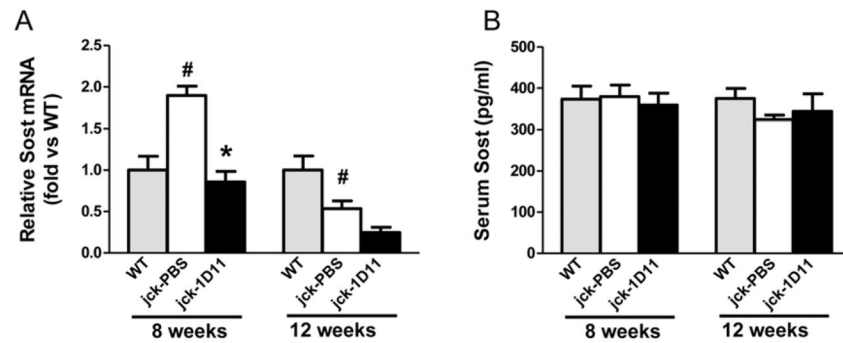 A
Relative Sost mRNA
(fold vs WT)
2.5
2.0
1.5
1.0
0.5
0.0
#
*
#
WT
jck-PBS
jck-1D11
WT
jck-PBS
jck-1D11
8 weeks
12 weeks
B
Serum Sost (pg/ml)
500
400
300
200
100
0
WT
jck-PBS
jck-1D11
WT
jck-PBS
jck-1D11
8 weeks
12 weeks